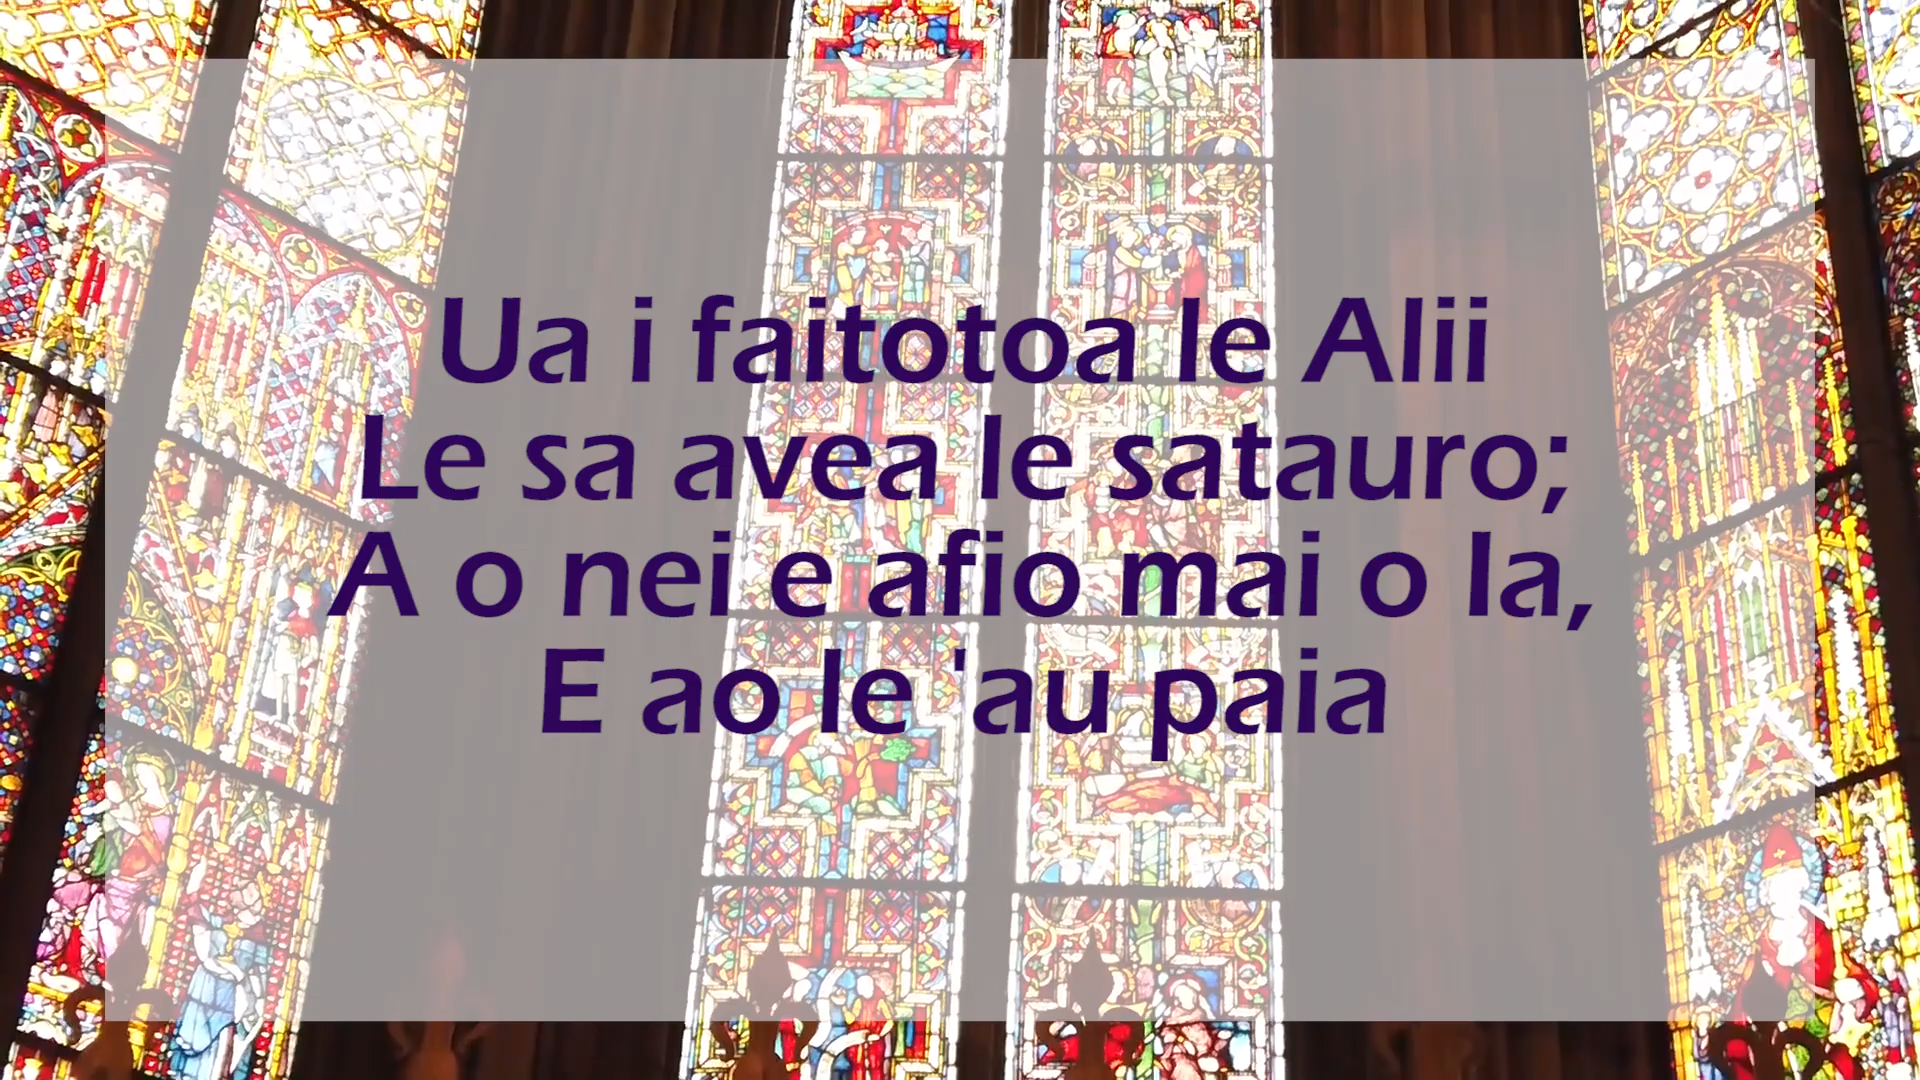 Ua i faitotoa le Alii
Le sa avea le satauro;
A o nei e afio mai o Ia,
E ao le 'au paia